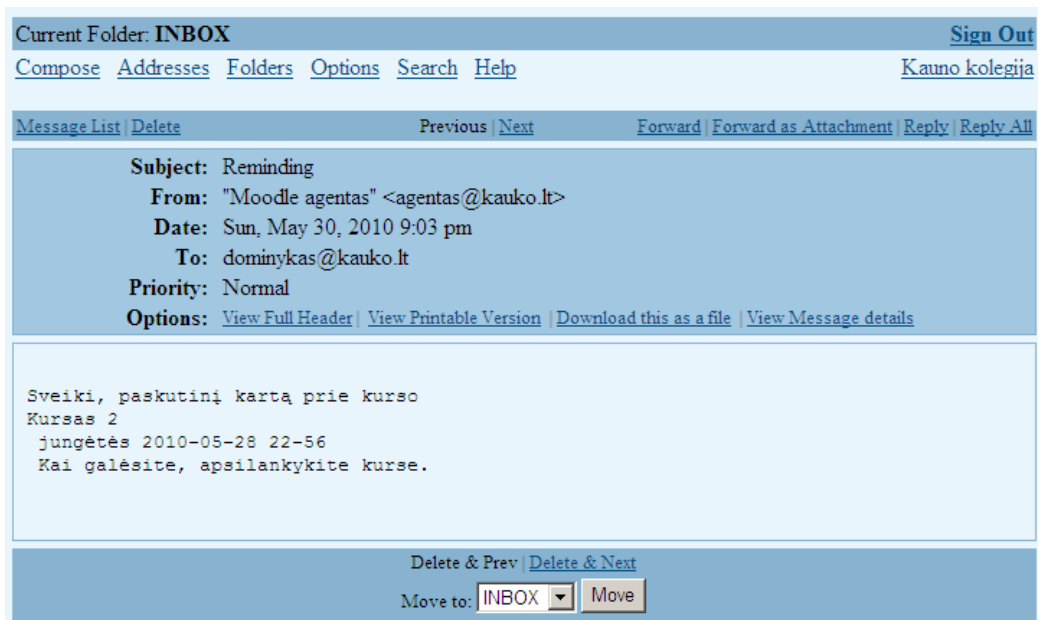 Current Folder: INBOX Sign Out
Compose Addresses Folders Options Search Help Kauno kolegija
Message List | Delete Previous | Next Forward | Forward as Attachment | Reply | Reply All
Subject: Reminding
From: "Moodle agentas" <agentas@kauko.lt>
Date: Sun, May 30, 2010 9:03 pm
To: dominykas@kauko.lt
Priority: Normal
Options: View Full Header | View Printable Version | Download this as a file | View Message details
Sveiki, paskutinį kartą prie kurso
Kursas 2
jungėtės 2010-05-28 22-56
Kai galėsite, apsilankykite kurse.
Delete & Prev | Delete & Next
Move to: INBOX Move